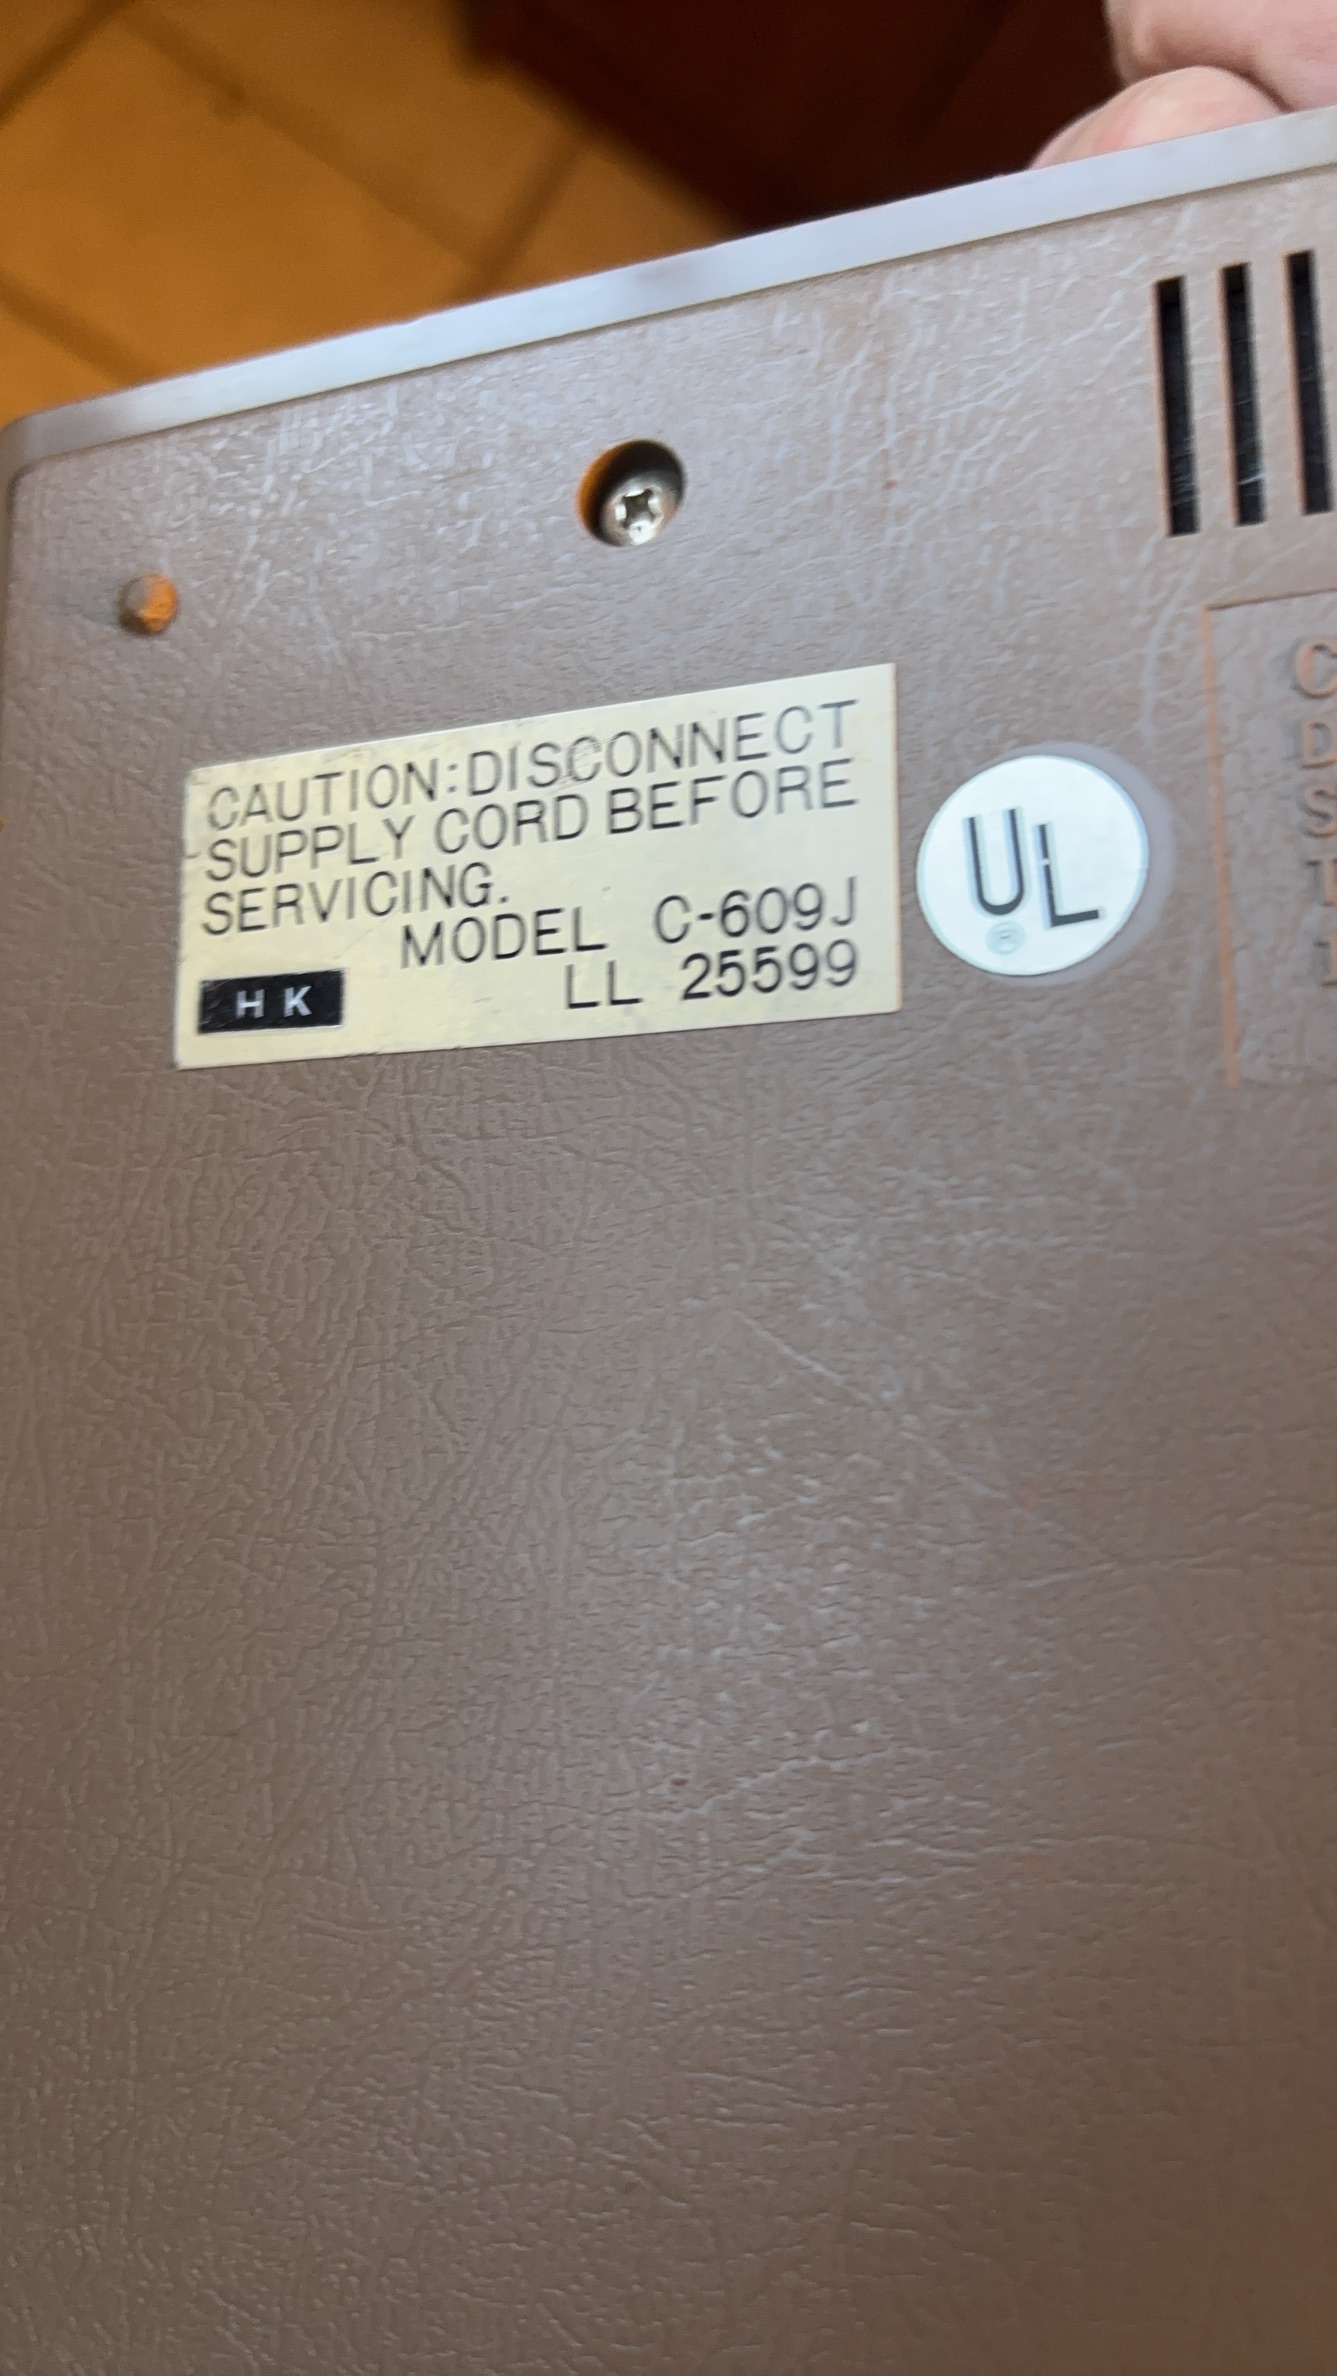 CAUTION:DISCONNECT
SUPPLY CORD BEFORE
SERVICING.
MODEL C-609J
LL 25599
HK
UL
®
C
D
S
T